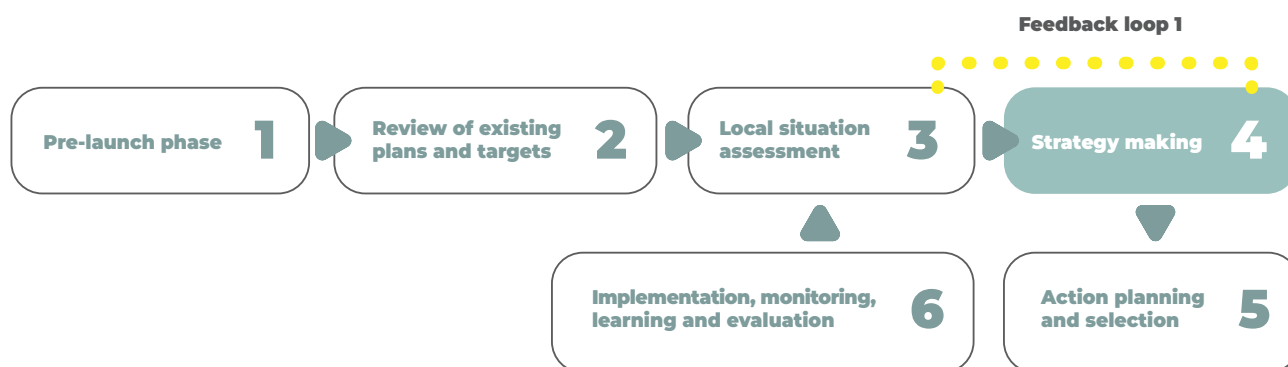 Feedback loop 1
Pre-launch phase 1
Review of existing
plans and targets 2
Local situation
assessment 3
Strategy making 4
Implementation, monitoring,
learning and evaluation 6
Action planning
and selection 5